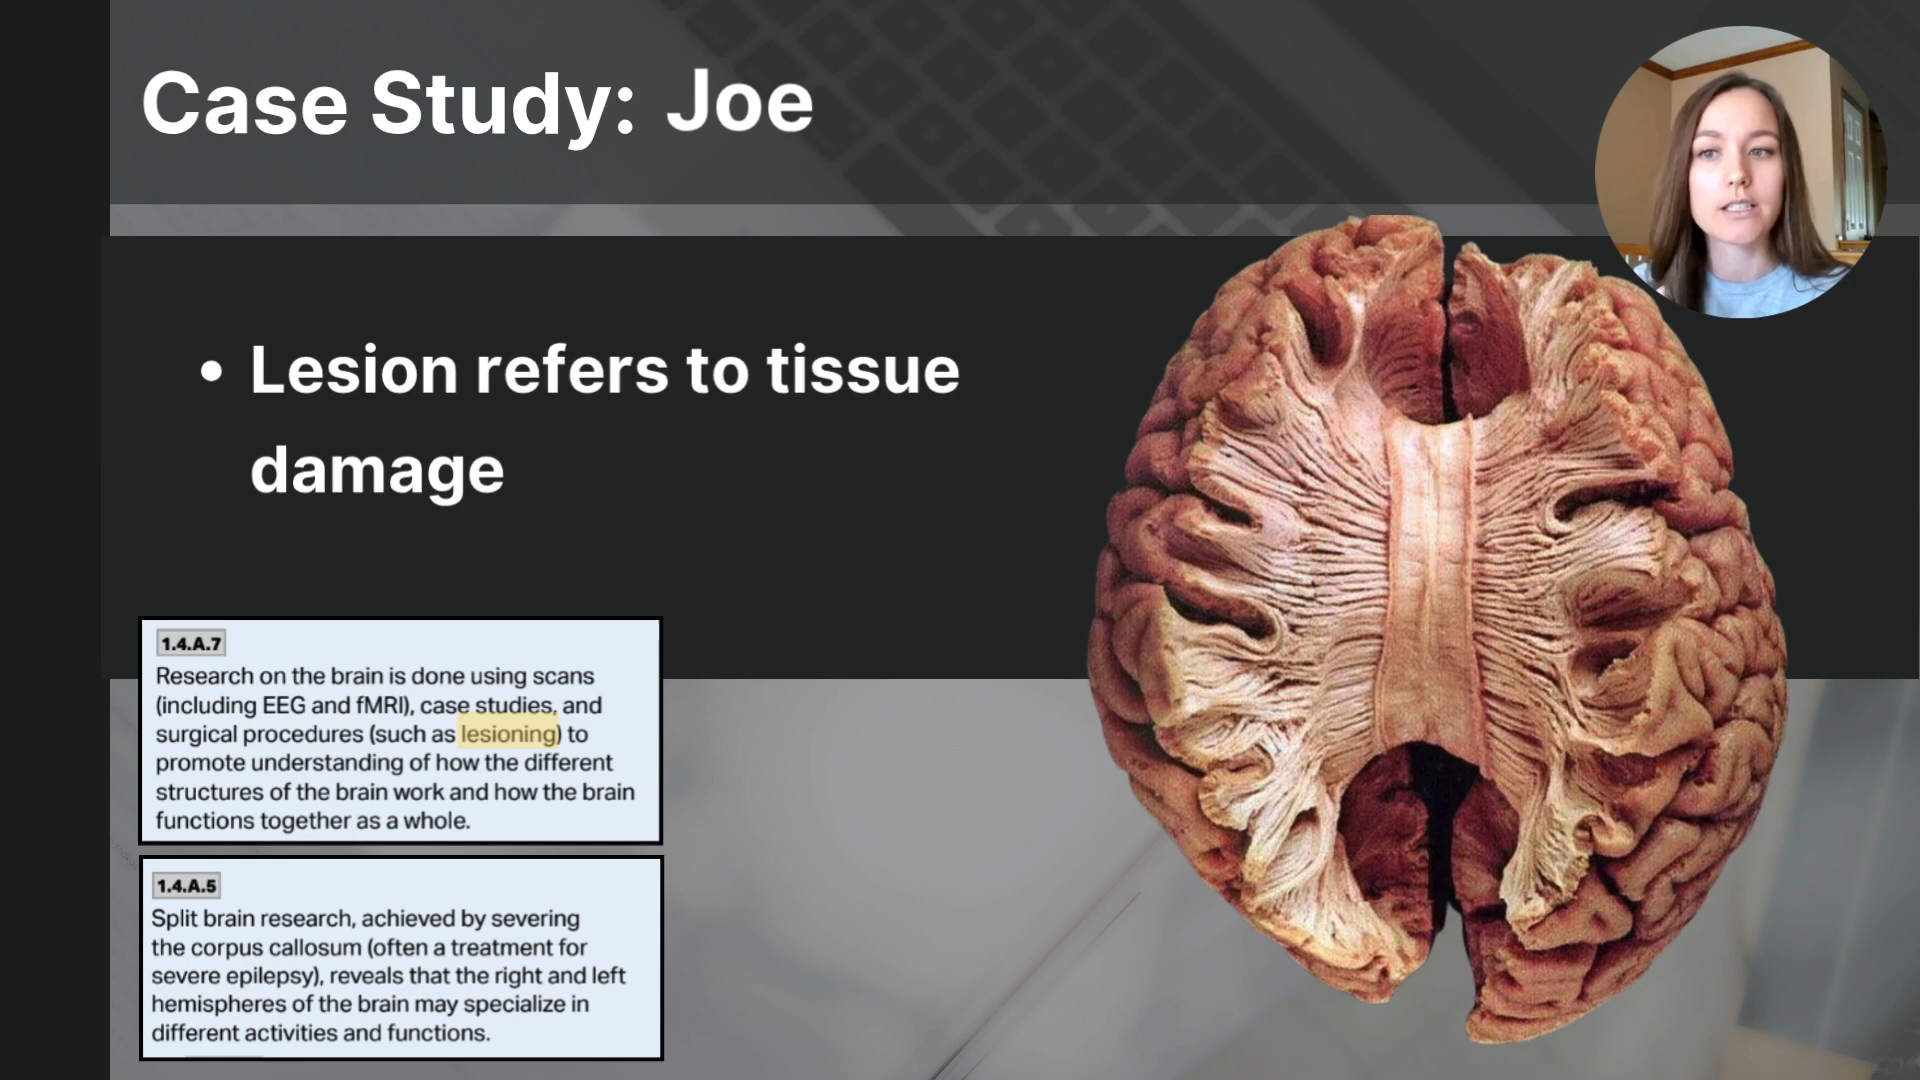 Case Study: Joe
• Lesion refers to tissue
damage
1.4.A.7
Research on the brain is done using scans
(including EEG and fMRI), case studies, and
surgical procedures (such as lesioning) to
promote understanding of how the different
structures of the brain work and how the brain
functions together as a whole.
1.4.A.5
Split brain research, achieved by severing
the corpus callosum (often a treatment for
severe epilepsy), reveals that the right and left
hemispheres of the brain may specialize in
different activities and functions.